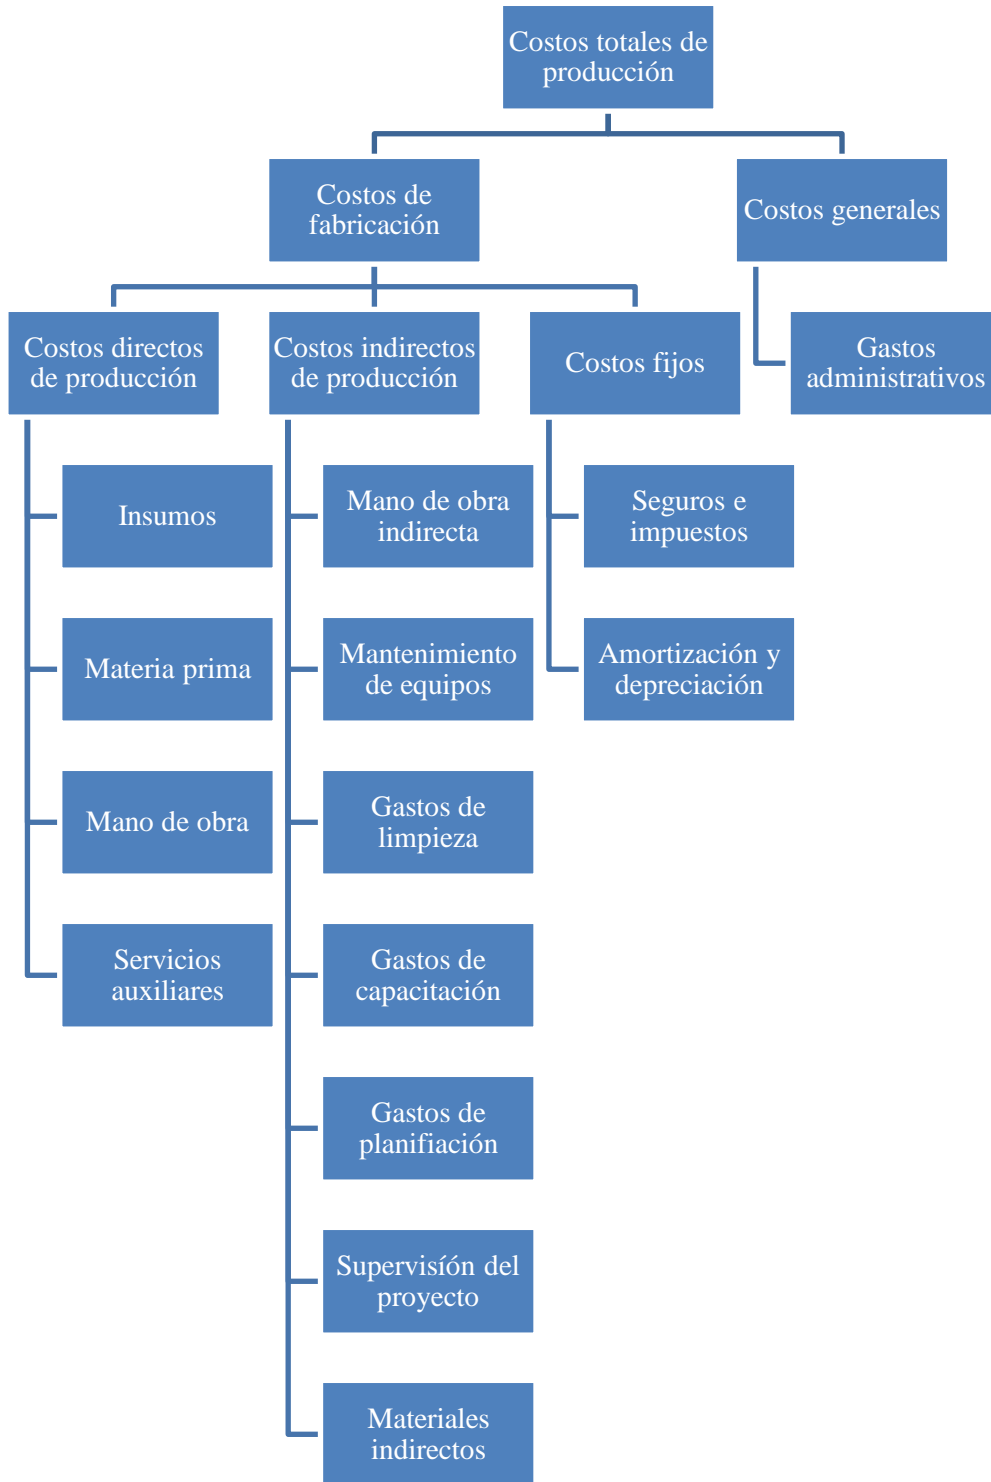 Costos totales de
producción
Costos de
fabricación
Costos generales
Costos directos
de producción
Costos indirectos
de producción
Costos fijos
Gastos
administrativos
Insumos
Mano de obra
indirecta
Seguros e
impuestos
Materia prima
Mantenimiento
de equipos
Amortización y
depreciación
Mano de obra
Gastos de
limpieza
Servicios
auxiliares
Gastos de
capacitación
Gastos de
planifiación
Supervisíón del
proyecto
Materiales
indirectos